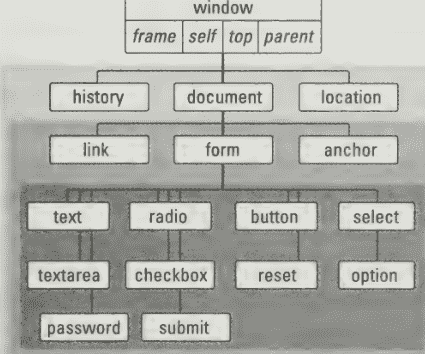 window
frame self top parent
history document location
link form anchor
text radio button select
textarea checkbox reset option
password submit